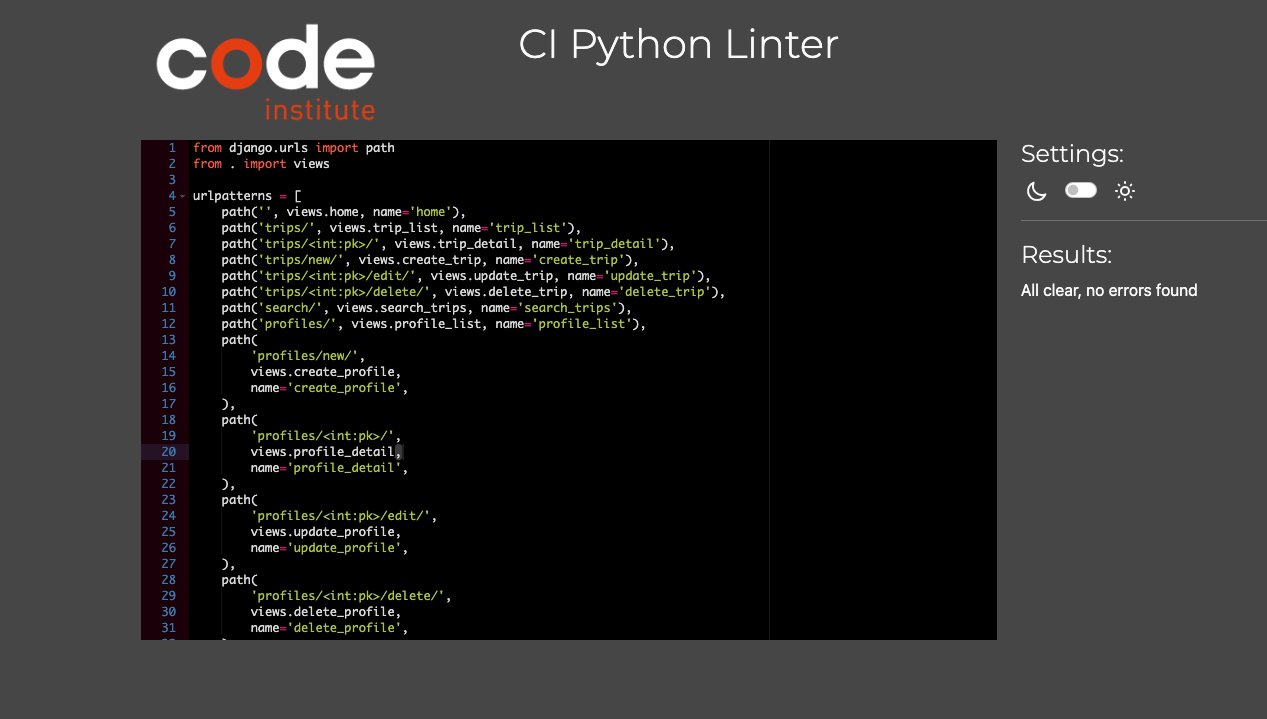 code
institute
CI Python Linter
1 from django.urls import path
2 from . import views
3
4 urlpatterns = [
5     path('', views.home, name='home'),
6     path('trips/', views.trip_list, name='trip_list'),
7     path('trips/<int:pk>/', views.trip_detail, name='trip_detail'),
8     path('trips/new/', views.create_trip, name='create_trip'),
9     path('trips/<int:pk>/edit/', views.update_trip, name='update_trip'),
10     path('trips/<int:pk>/delete/', views.delete_trip, name='delete_trip'),
11     path('search/', views.search_trips, name='search_trips'),
12     path('profiles/', views.profile_list, name='profile_list'),
13     path(
14         'profiles/new/',
15         views.create_profile,
16         name='create_profile',
17     ),
18     path(
19         'profiles/<int:pk>/',
20         views.profile_detail,
21         name='profile_detail',
22     ),
23     path(
24         'profiles/<int:pk>/edit/',
25         views.update_profile,
26         name='update_profile',
27     ),
28     path(
29         'profiles/<int:pk>/delete/',
30         views.delete_profile,
31         name='delete_profile',
Settings:
Results:
All clear, no errors found